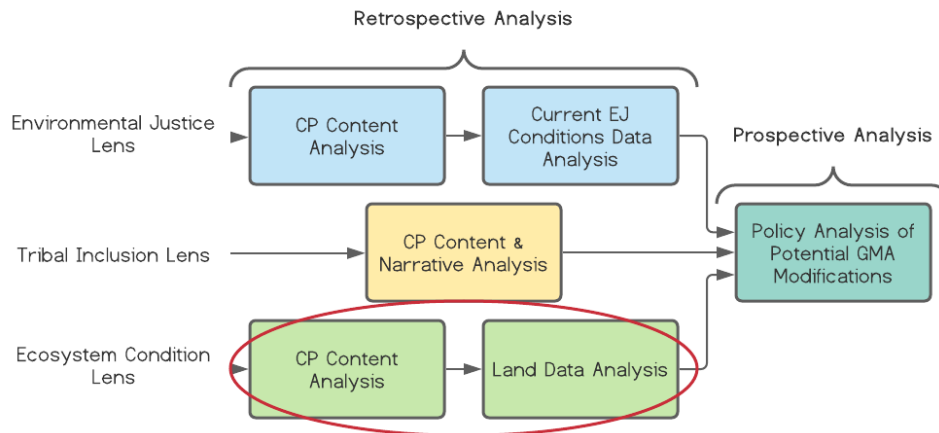 Retrospective Analysis
Environmental Justice
Lens
CP Content
Analysis
Current EJ
Conditions Data
Analysis
Prospective Analysis
Tribal Inclusion Lens
CP Content &
Narrative Analysis
Policy Analysis of
Potential GMA
Modifications
Ecosystem Condition
Lens
CP Content
Analysis
Land Data Analysis